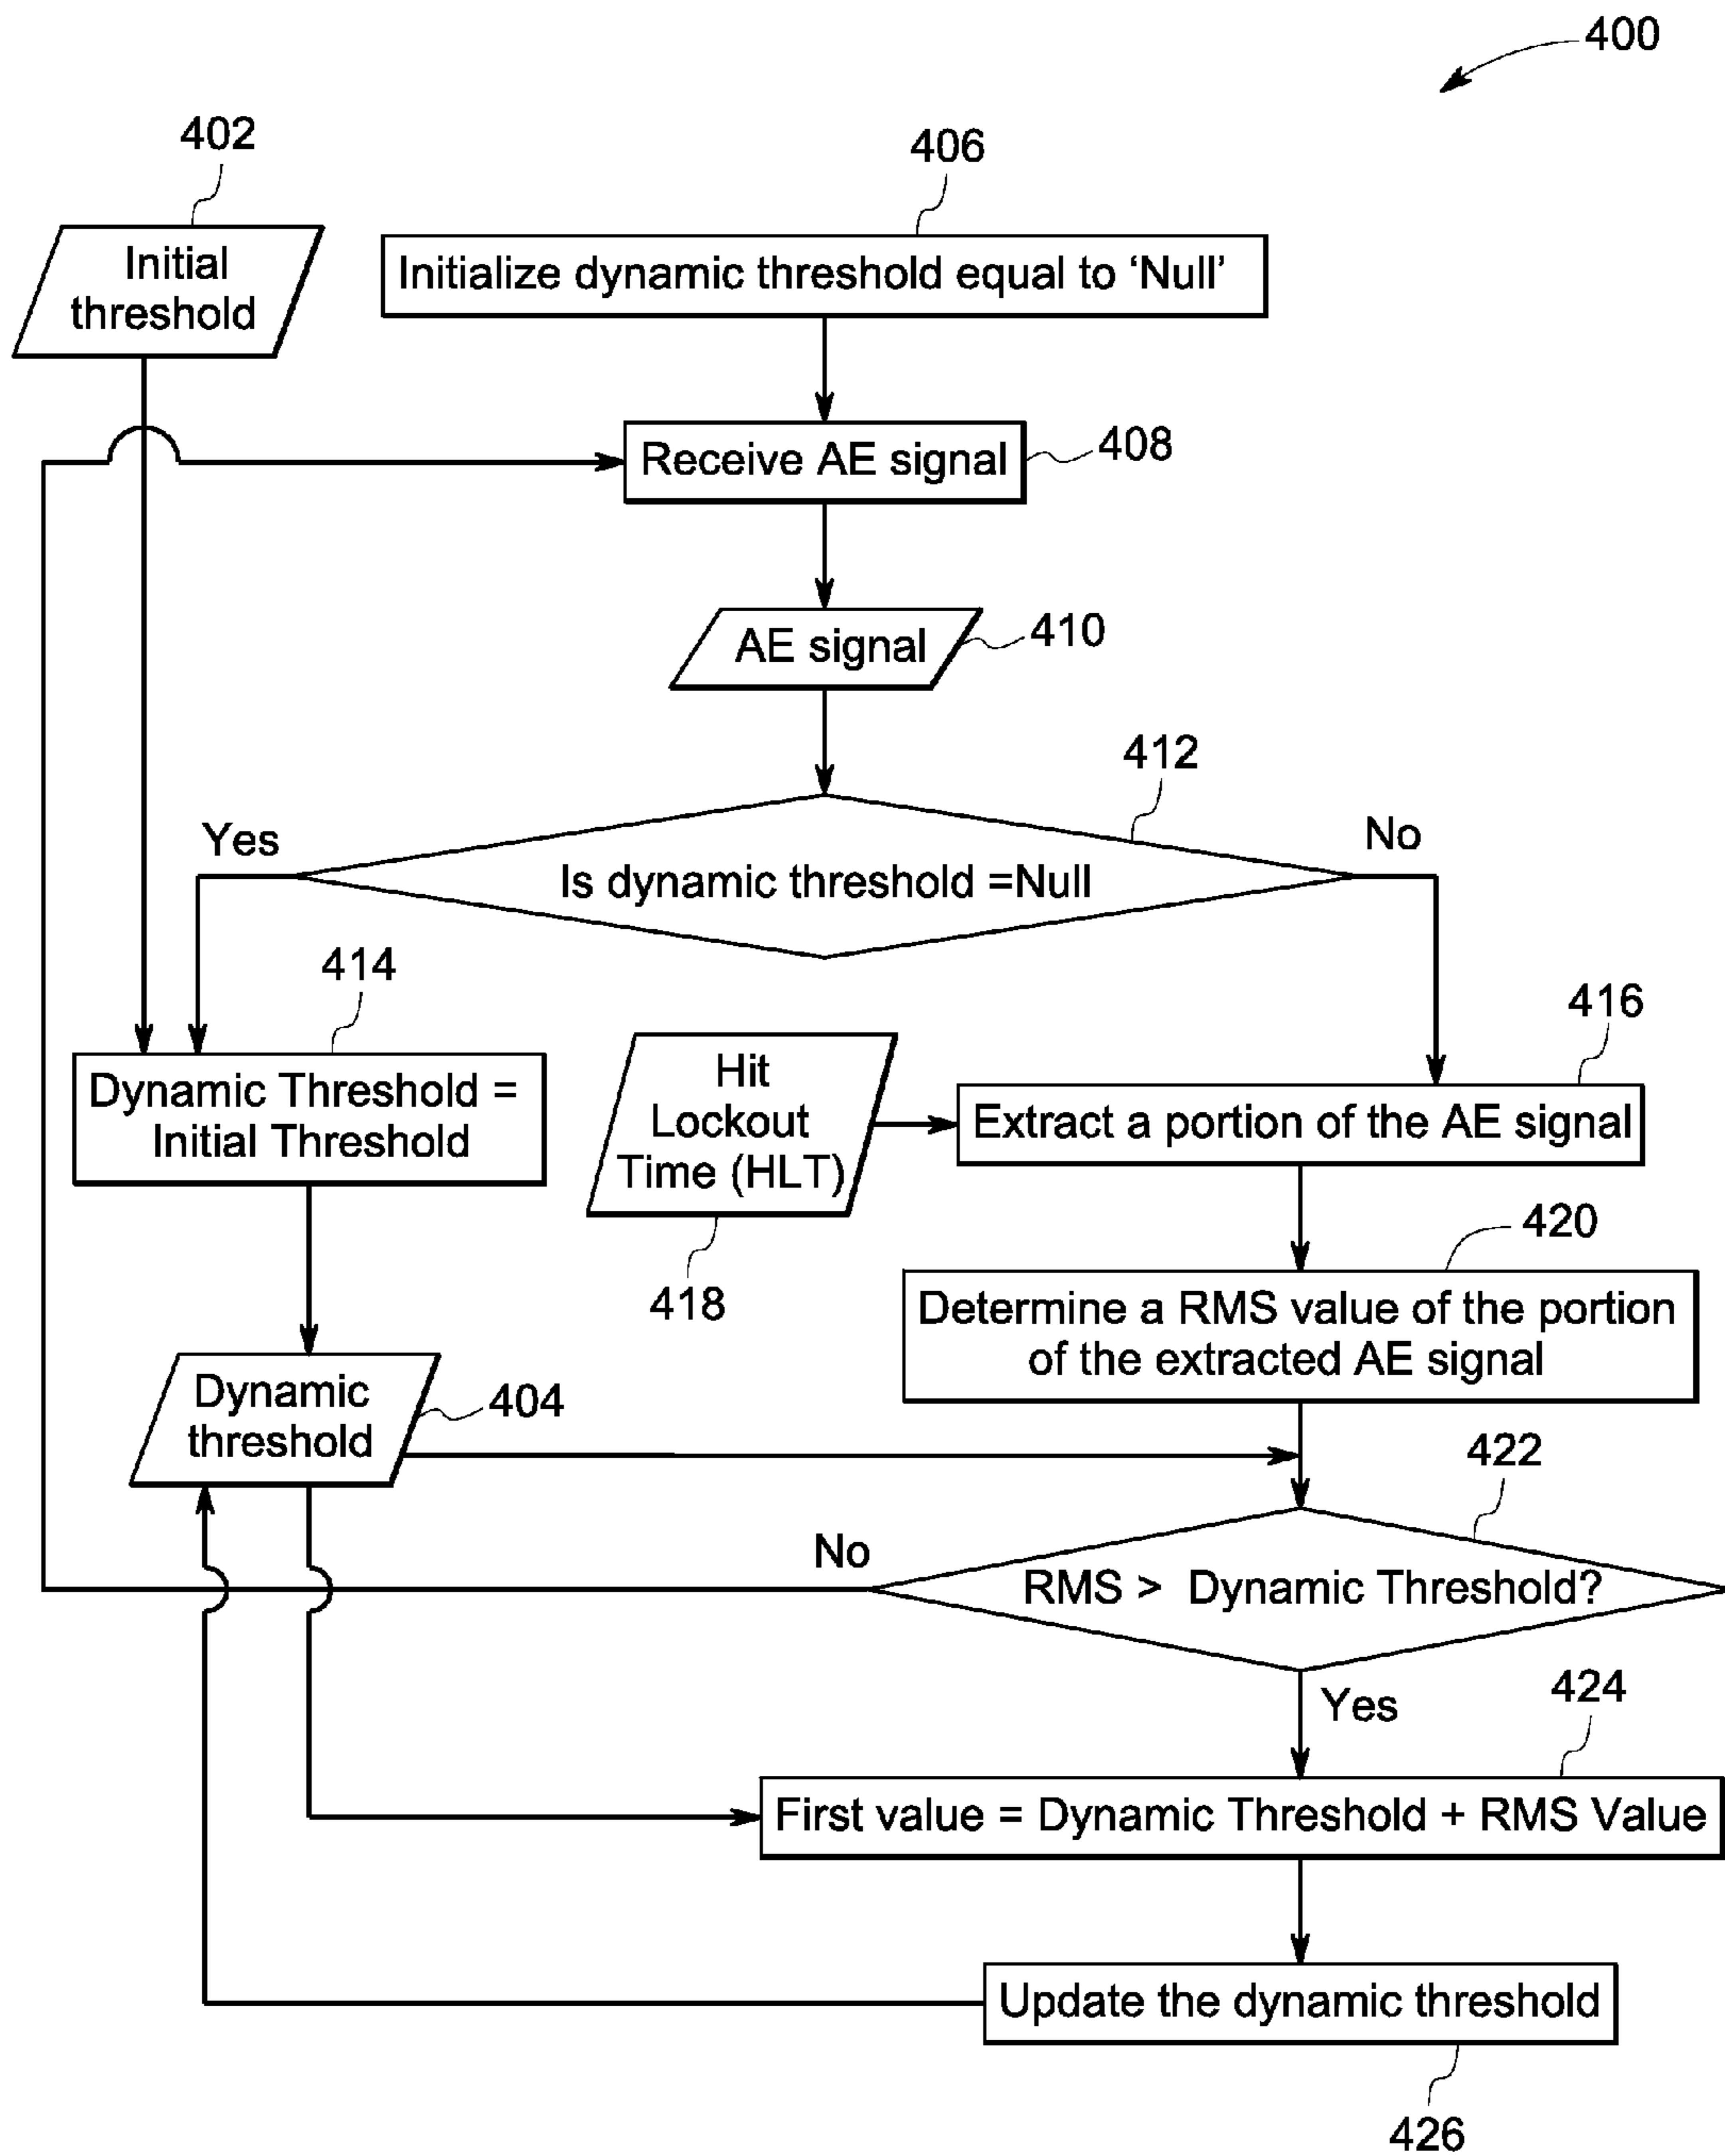 400
402
406
Initial
threshold
Initialize dynamic threshold equal to ‘Null’
Receive AE signal
408
AE signal
410
412
Yes
No
Is dynamic threshold =Null
414
416
Dynamic Threshold =
Initial Threshold
Hit
Lockout
Time (HLT)
Extract a portion of the AE signal
418
420
Determine a RMS value of the portion
of the extracted AE signal
Dynamic
threshold
404
422
No
RMS > Dynamic Threshold?
Yes
424
First value = Dynamic Threshold + RMS Value
Update the dynamic threshold
426